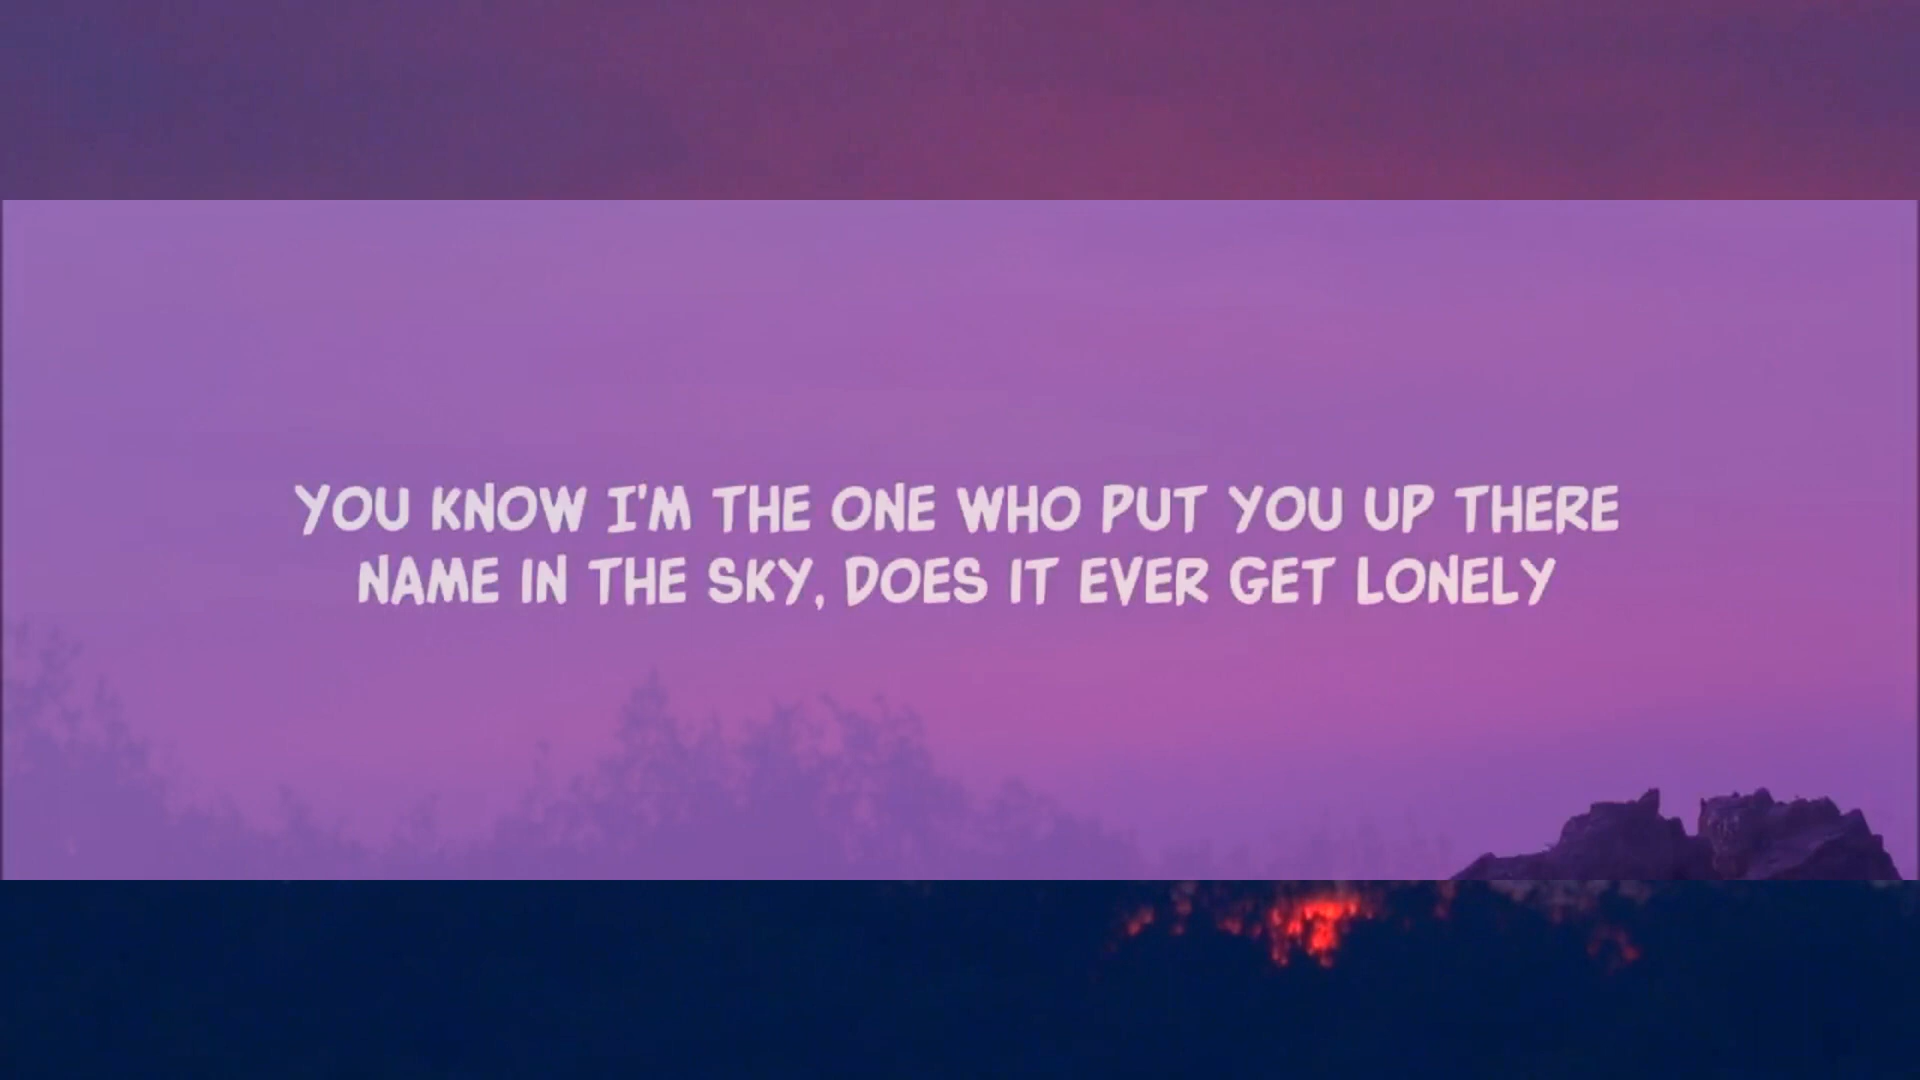 YOU KNOW I'M THE ONE WHO PUT YOU UP THERE
NAME IN THE SKY, DOES IT EVER GET LONELY